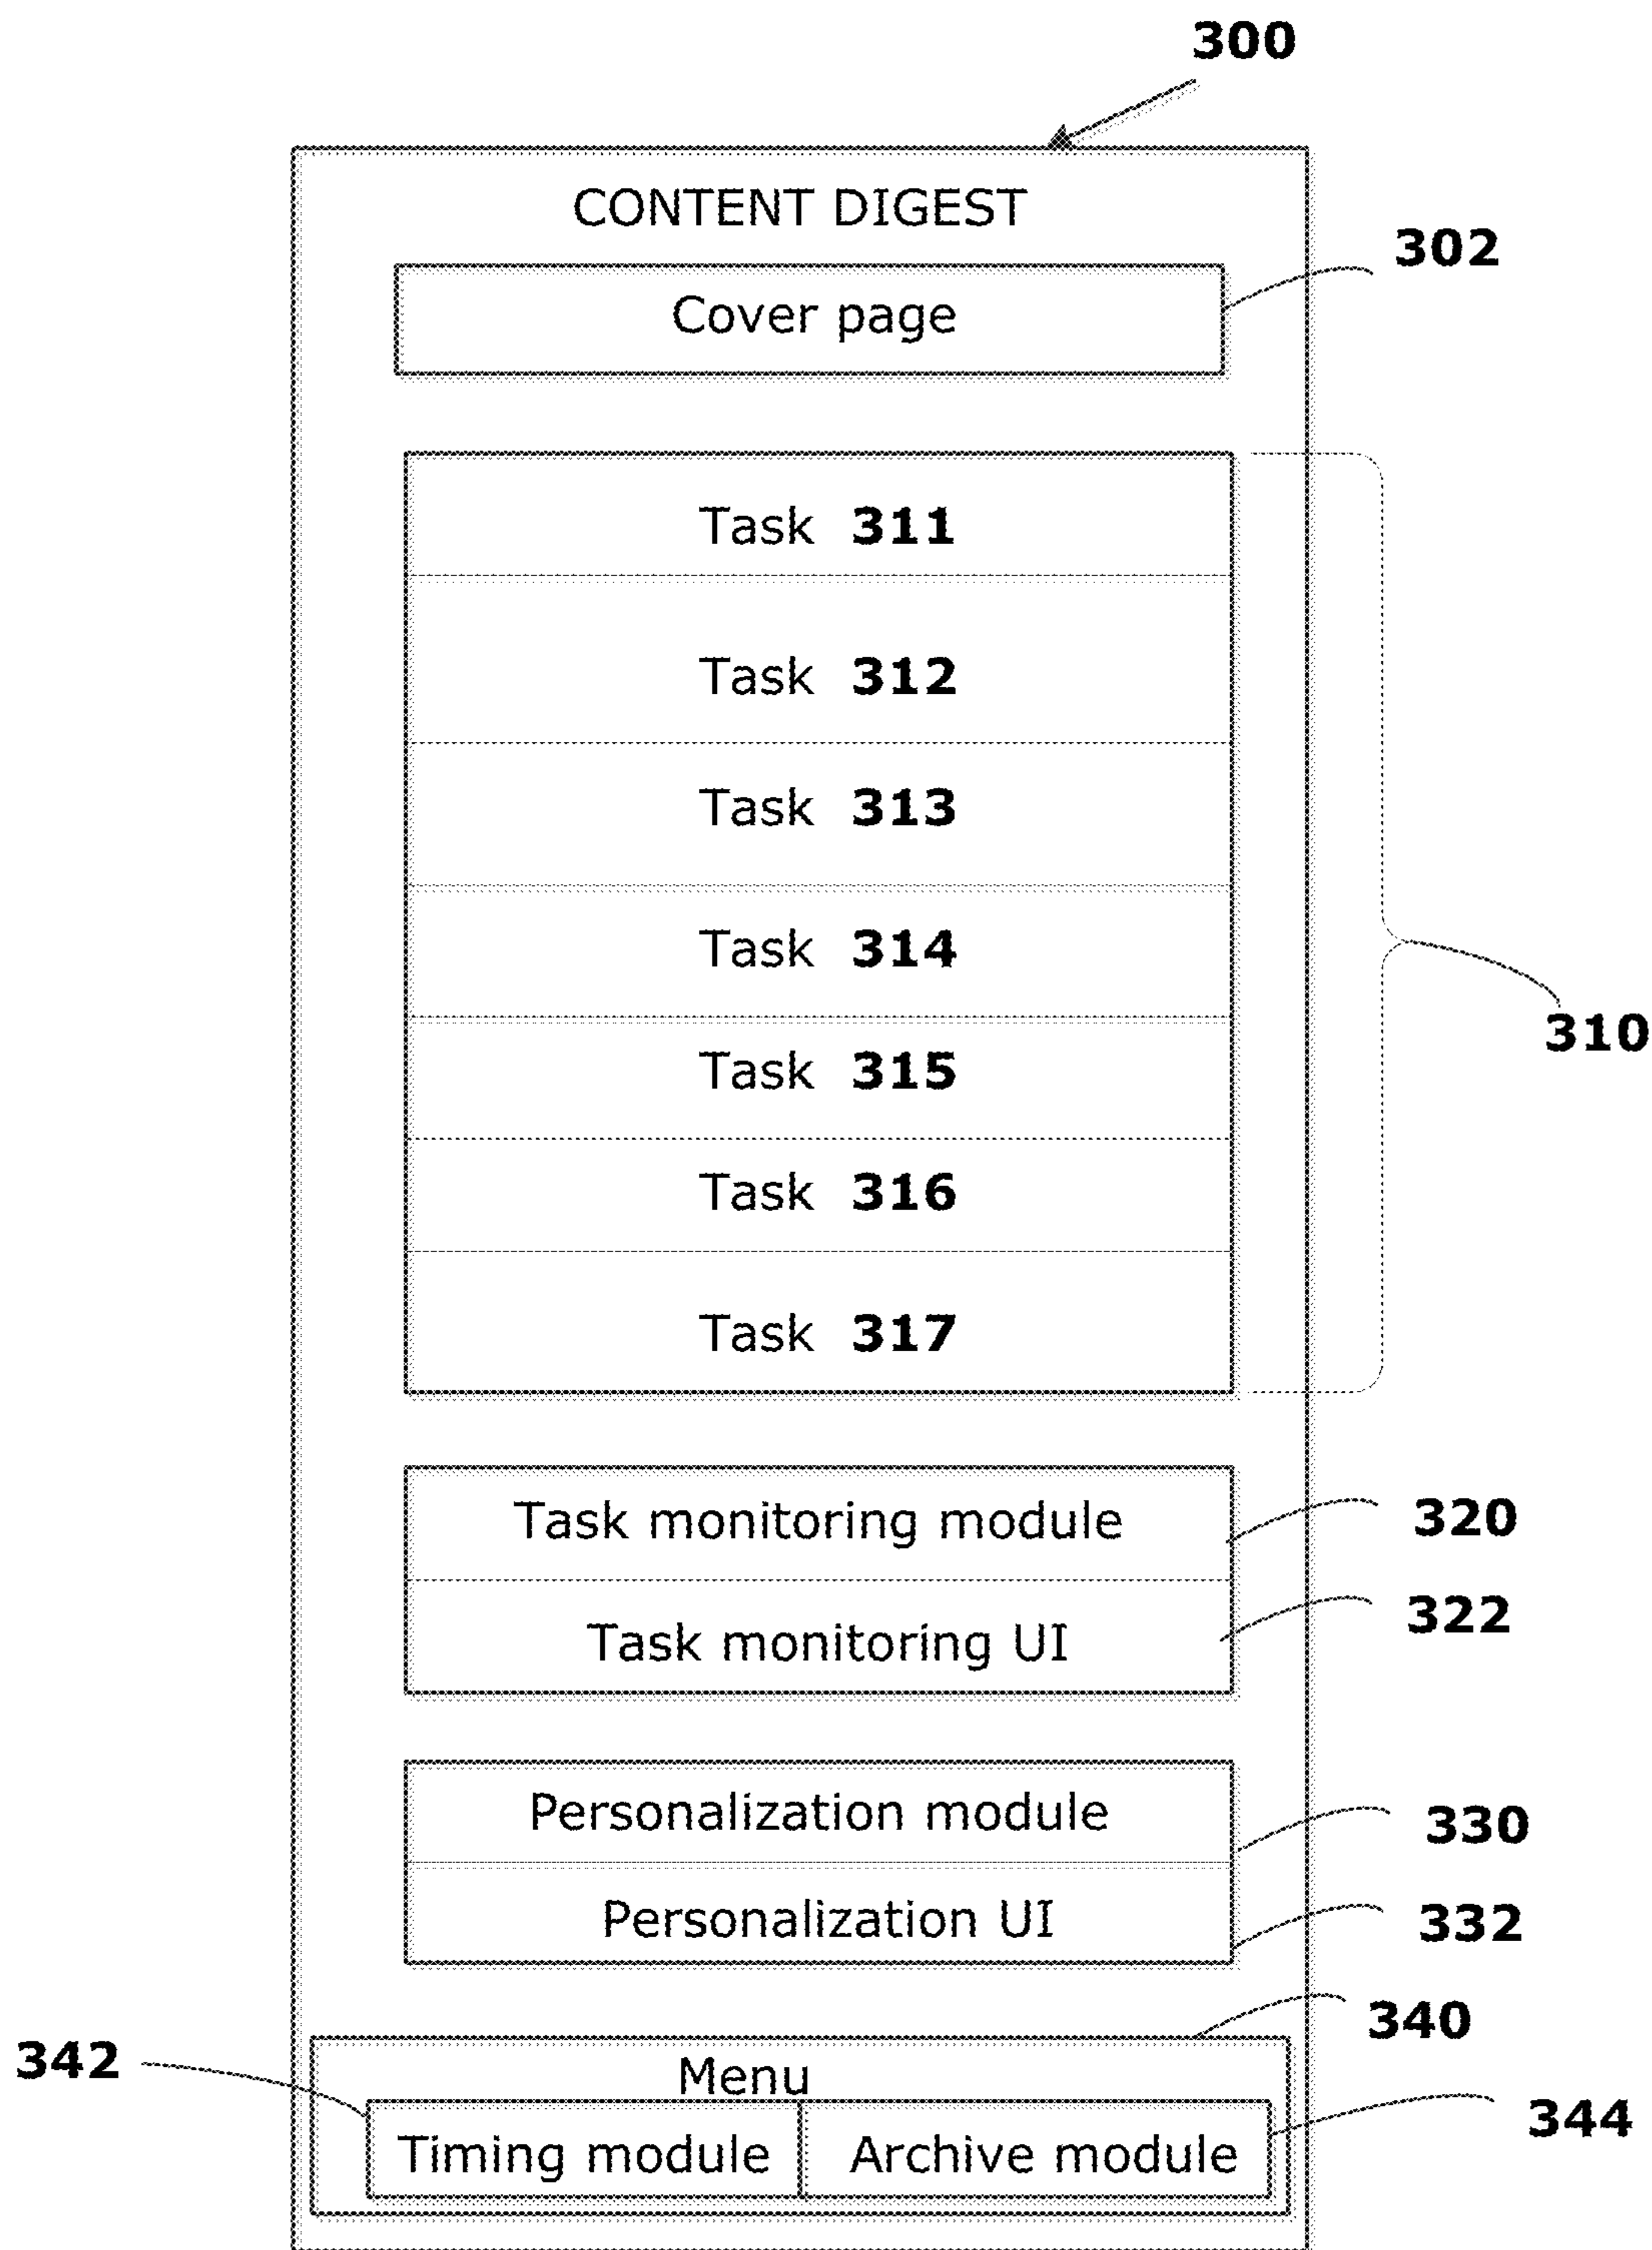 300
CONTENT DIGEST
302
Cover page
Task 311
Task 312
Task 313
Task 314
310
Task 315
Task 316
Task 317
Task monitoring module
320
Task monitoring UI
322
Personalization module
330
Personalization UI
332
340
342
Menu
344
Timing module
Archive module